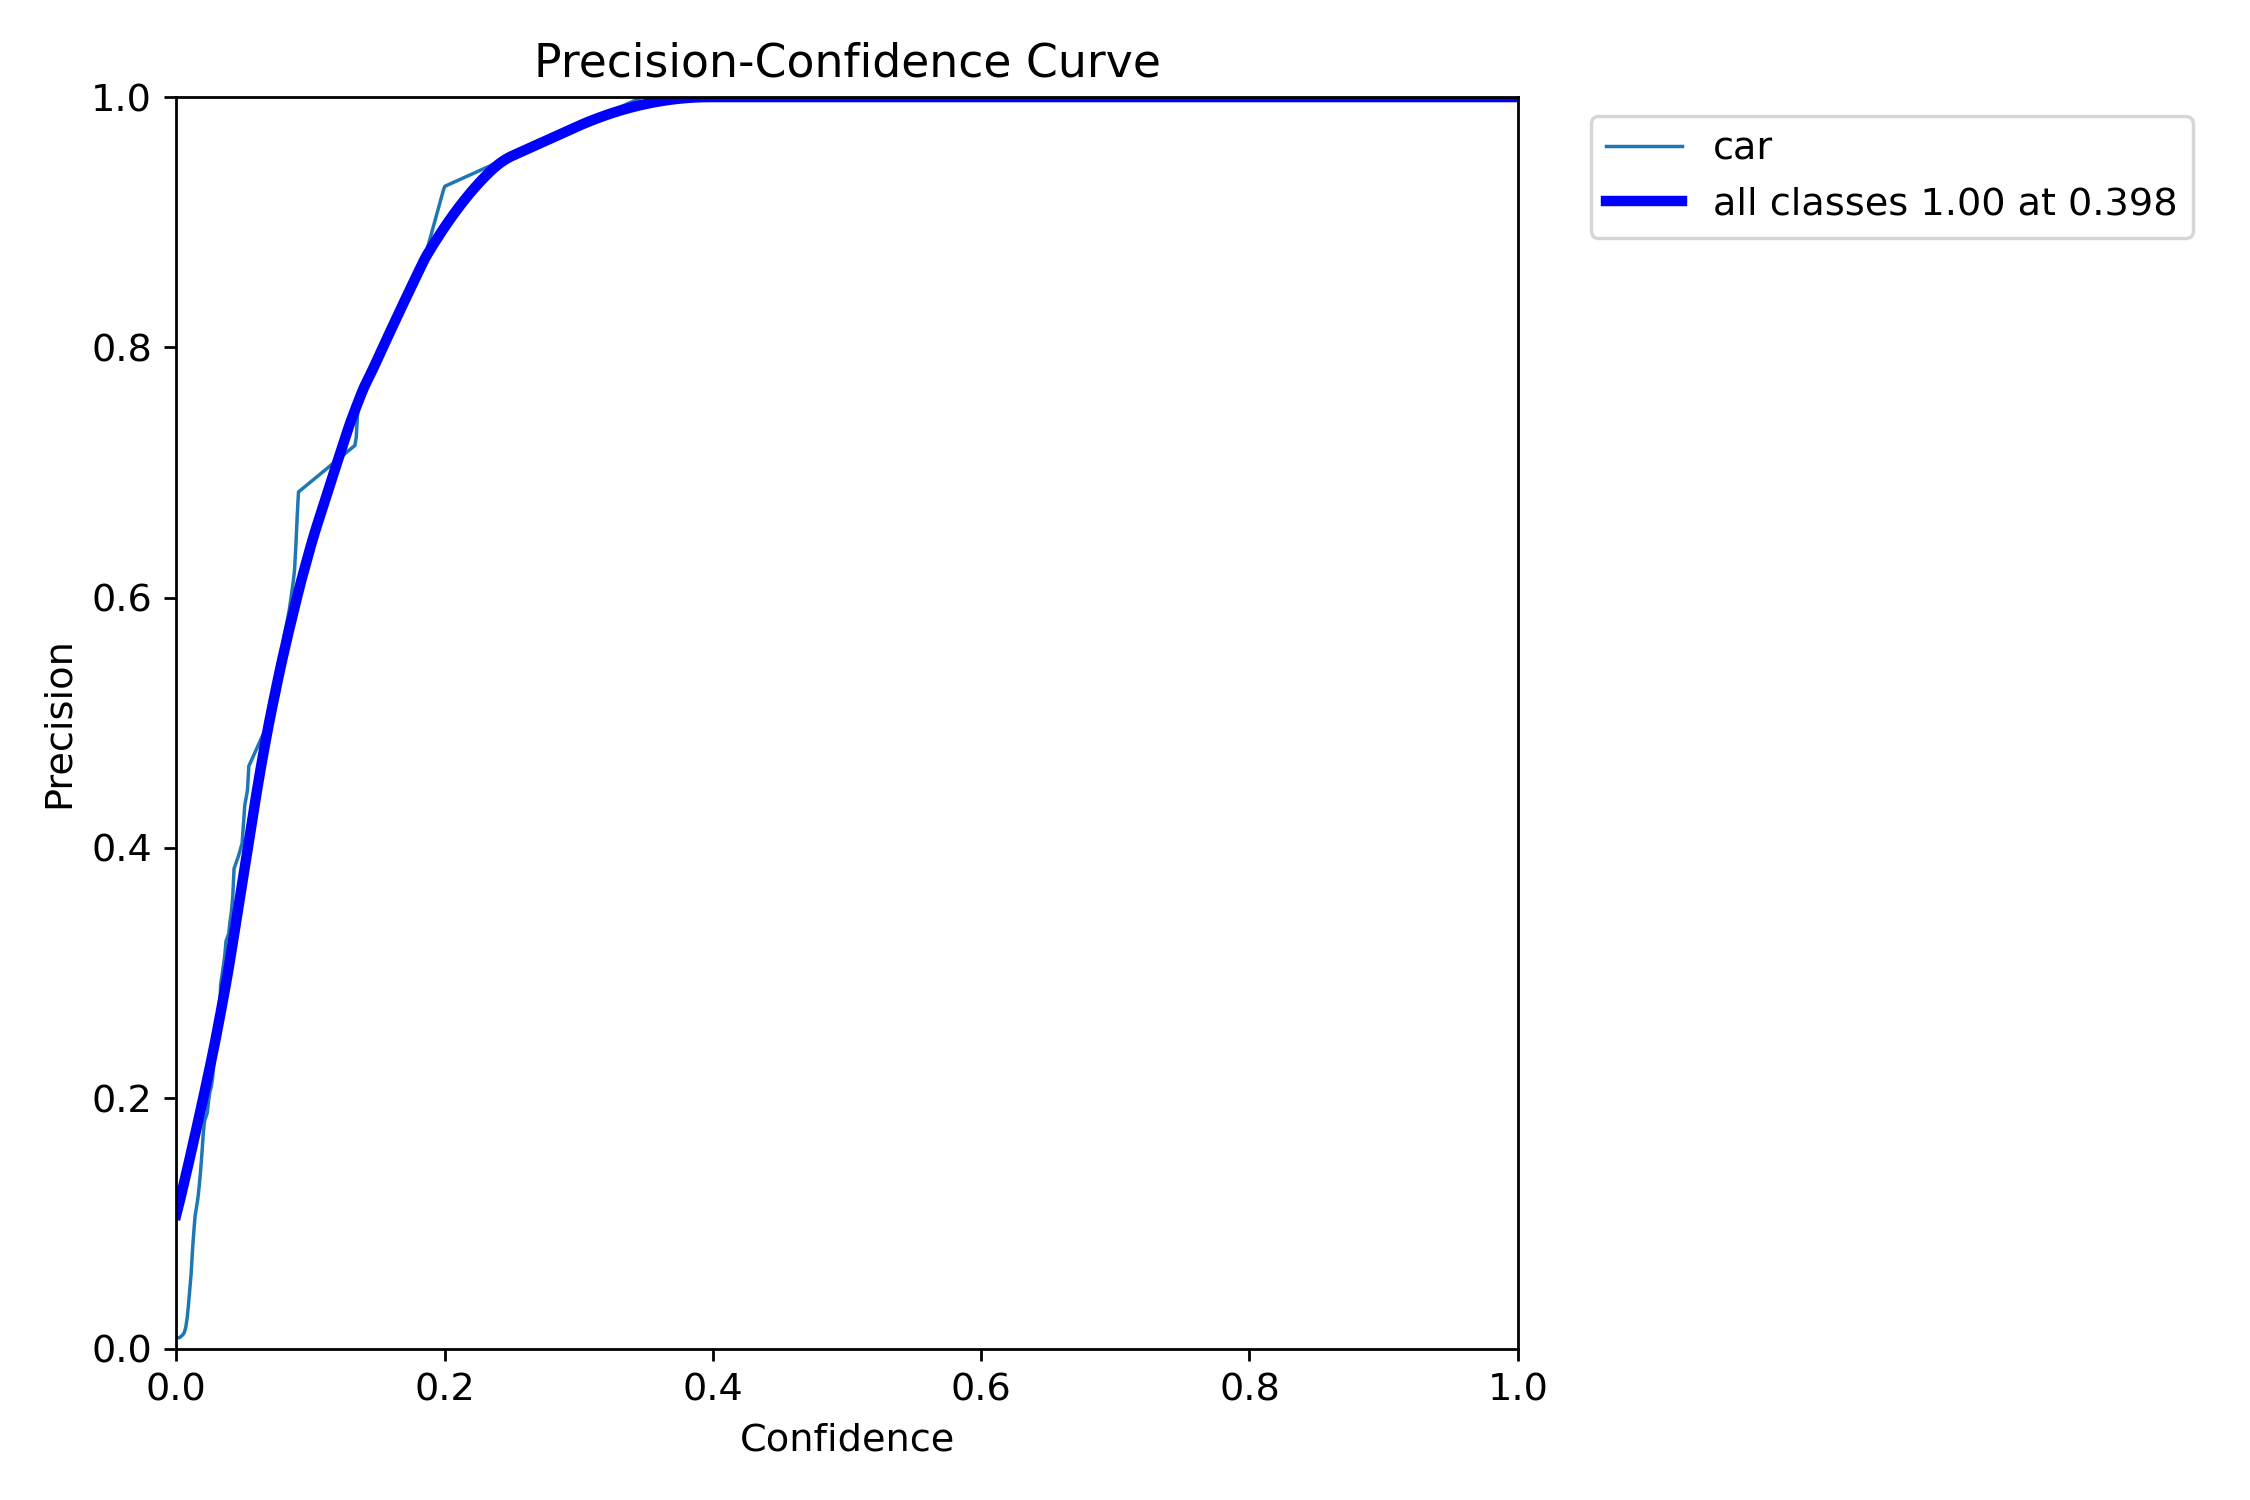 Precision-Confidence Curve
car
all classes 1.00 at 0.398
1.0
0.8
0.6
0.4
0.2
0.0
Precision
0.0 0.2 0.4 0.6 0.8 1.0
Confidence